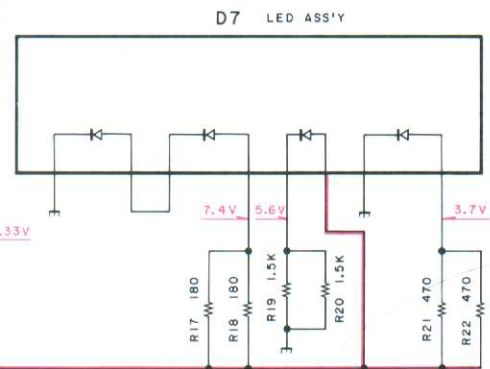 D7 LED ASS'Y
7.4V 5.6V 3.7V
.33V
R17 180
R18 180
R19 1.5K
R20 1.5K
R21 470
R22 470